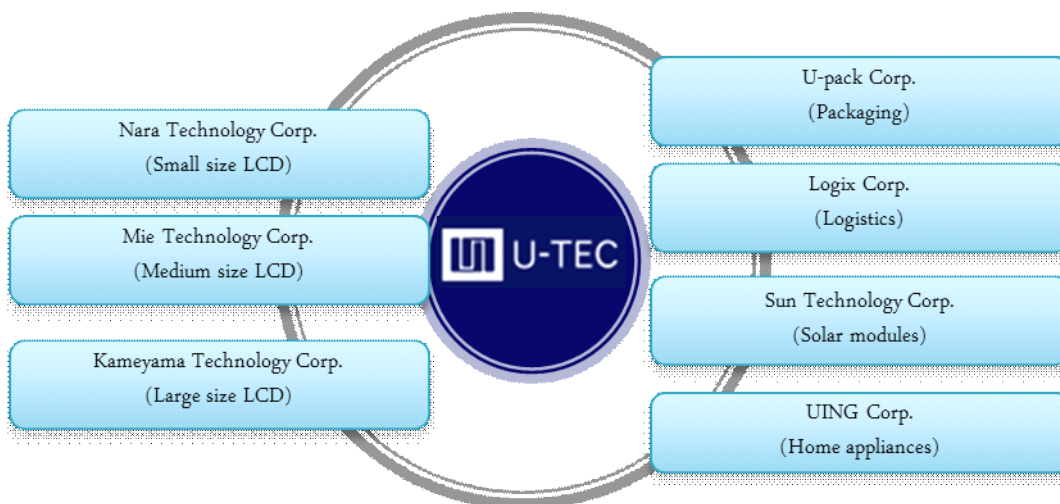 Nara Technology Corp.
(Small size LCD)
Mie Technology Corp.
(Medium size LCD)
Kameyama Technology Corp.
(Large size LCD)
U-TEC
U-pack Corp.
(Packaging)
Logix Corp.
(Logistics)
Sun Technology Corp.
(Solar modules)
UING Corp.
(Home appliances)